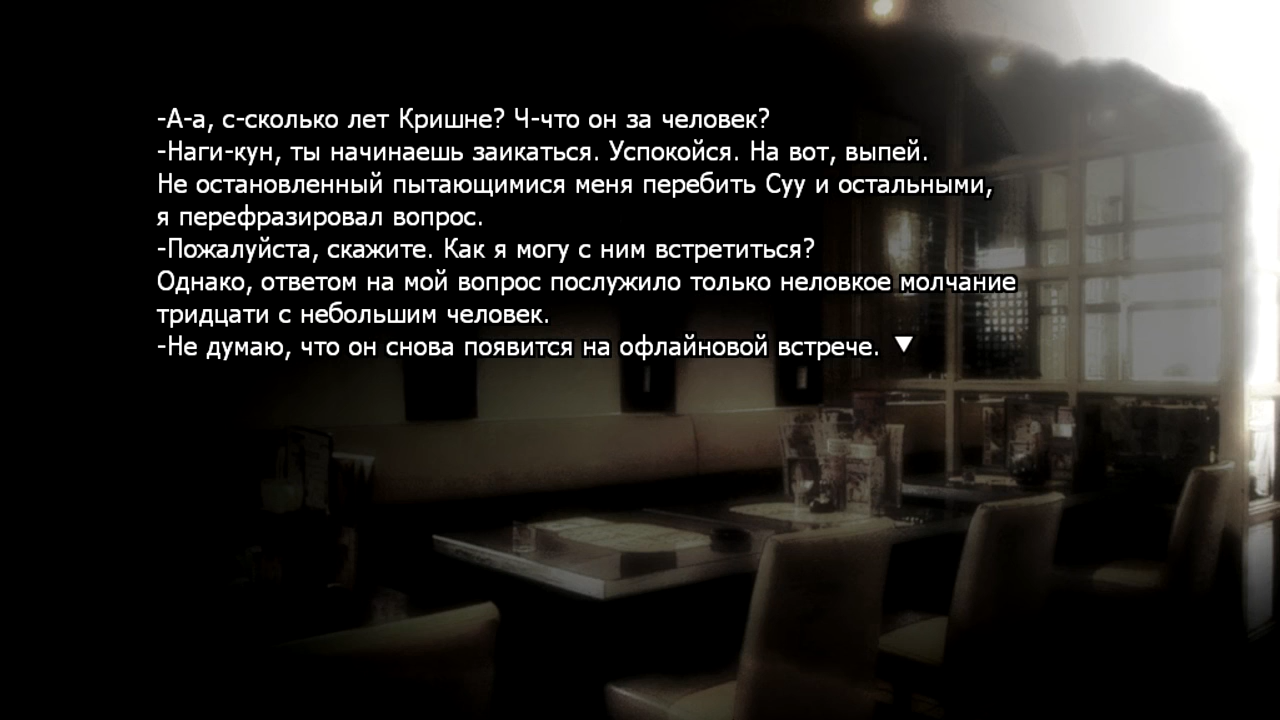 -А-а, с-сколько лет Кришне? Ч-что он за человек?
-Наги-кун, ты начинаешь заикаться. Успокойся. На вот, выпей.
Не остановленный пытающимися меня перебить Суу и остальными,
я перефразировал вопрос.
-Пожалуйста, скажите. Как я могу с ним встретиться?
Однако, ответом на мой вопрос послужило только неловкое молчание
тридцати с небольшим человек.
-Не думаю, что он снова появится на офлайновой встрече.